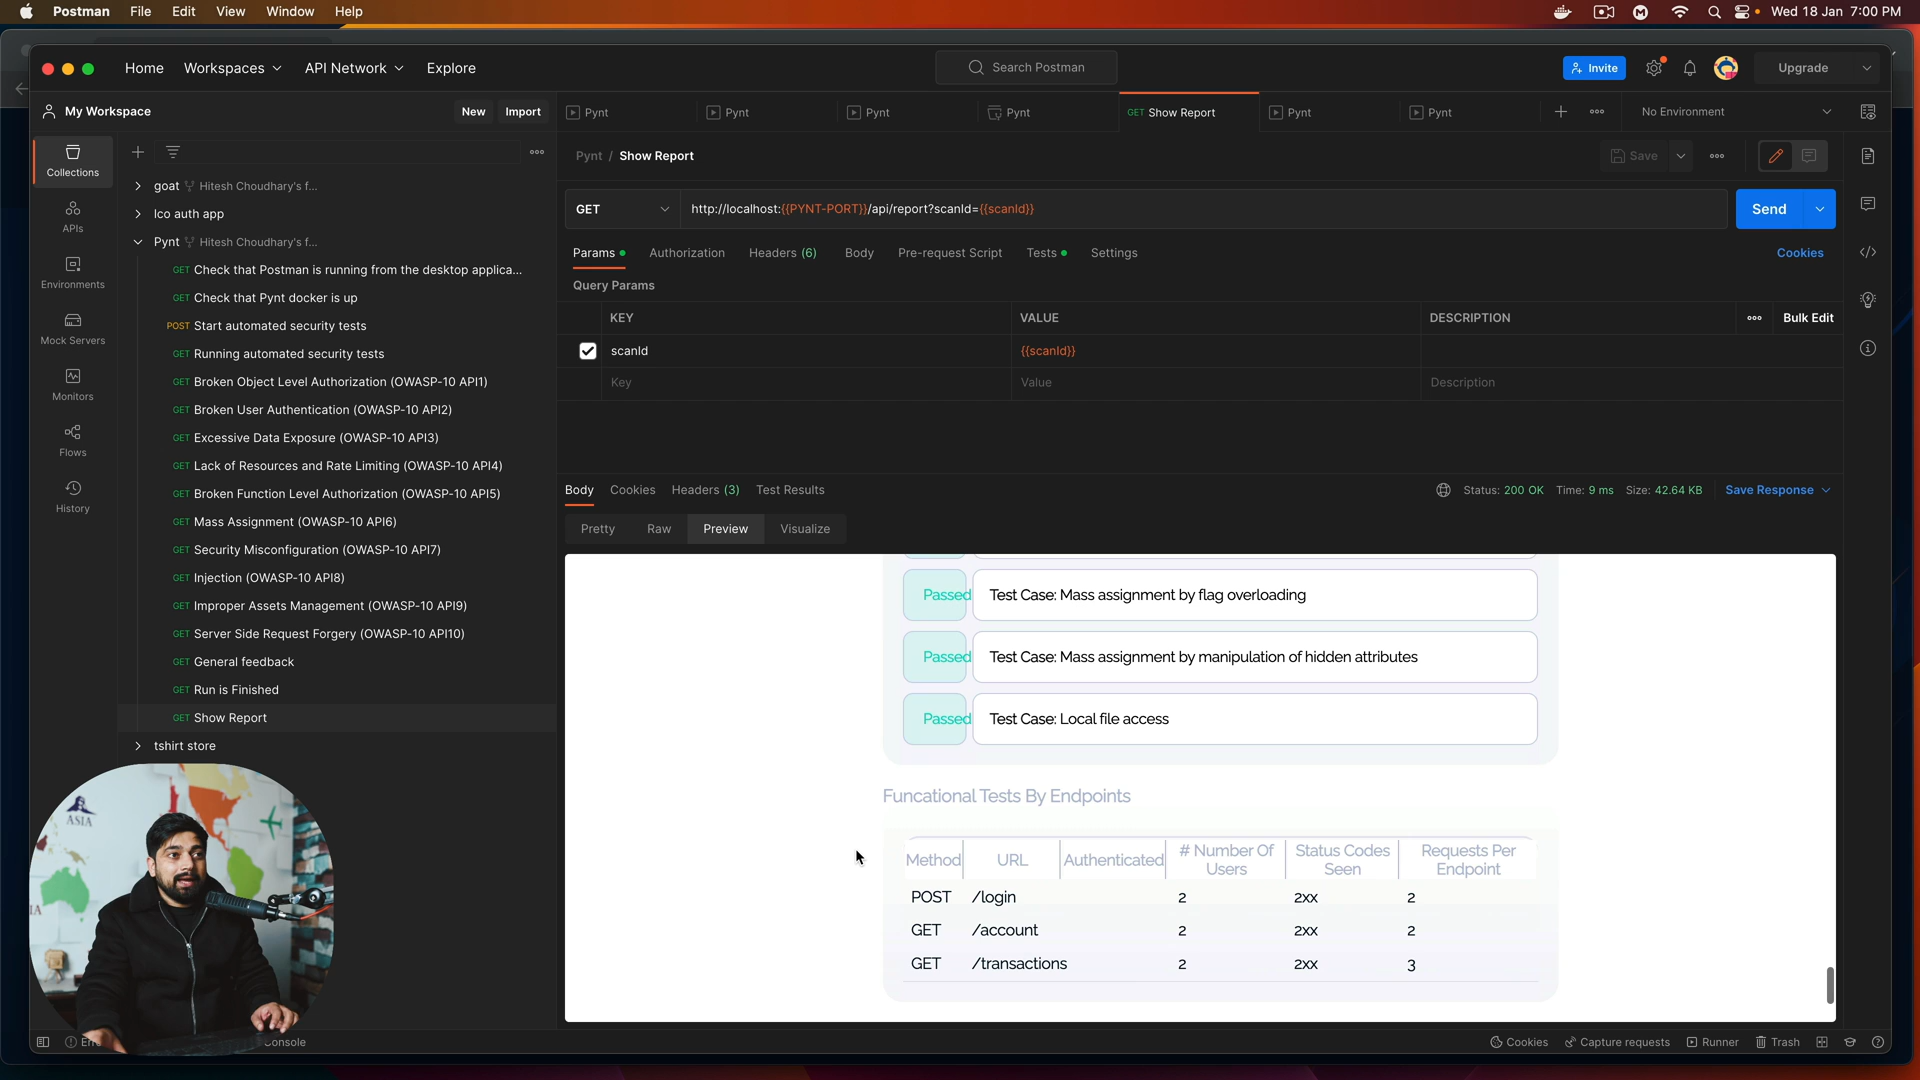 Postman File Edit View Window Help
Wed 18 Jan 7:00 PM
Home Workspaces API Network Explore
Search Postman
Invite
Upgrade
My Workspace
New Import
Pynt
Pynt
Pynt
Pynt
GET Show Report
Pynt
Pynt
No Environment
Collections
APIs
Environments
Mock Servers
Monitors
Flows
History
goat Hitesh Choudhary's f...
lco auth app
Pynt Hitesh Choudhary's f...
GET Check that Postman is running from the desktop applica...
GET Check that Pynt docker is up
POST Start automated security tests
GET Running automated security tests
GET Broken Object Level Authorization (OWASP-10 API1)
GET Broken User Authentication (OWASP-10 API2)
GET Excessive Data Exposure (OWASP-10 API3)
GET Lack of Resources and Rate Limiting (OWASP-10 API4)
GET Broken Function Level Authorization (OWASP-10 API5)
GET Mass Assignment (OWASP-10 API6)
GET Security Misconfiguration (OWASP-10 API7)
GET Injection (OWASP-10 API8)
GET Improper Assets Management (OWASP-10 API9)
GET Server Side Request Forgery (OWASP-10 API10)
GET General feedback
GET Run is Finished
GET Show Report
tshirt store
Pynt / Show Report
Save
GET http://localhost:{{PYNT-PORT}}/api/report?scanId={{scanId}}
Send
Params Authorization Headers (6) Body Pre-request Script Tests Settings
Cookies
Query Params
KEY VALUE DESCRIPTION Bulk Edit
scanId {{scanId}}
Key Value Description
Body Cookies Headers (3) Test Results
Status: 200 OK Time: 9 ms Size: 42.64 KB Save Response
Pretty Raw Preview Visualize
Passed Test Case: Mass assignment by flag overloading
Passed Test Case: Mass assignment by manipulation of hidden attributes
Passed Test Case: Local file access
Funcational Tests By Endpoints
Method URL Authenticated # Number Of Users Status Codes Seen Requests Per Endpoint
POST /login 2 2xx 2
GET /account 2 2xx 2
GET /transactions 2 2xx 3
ASIA
Console
Cookies Capture requests Runner Trash